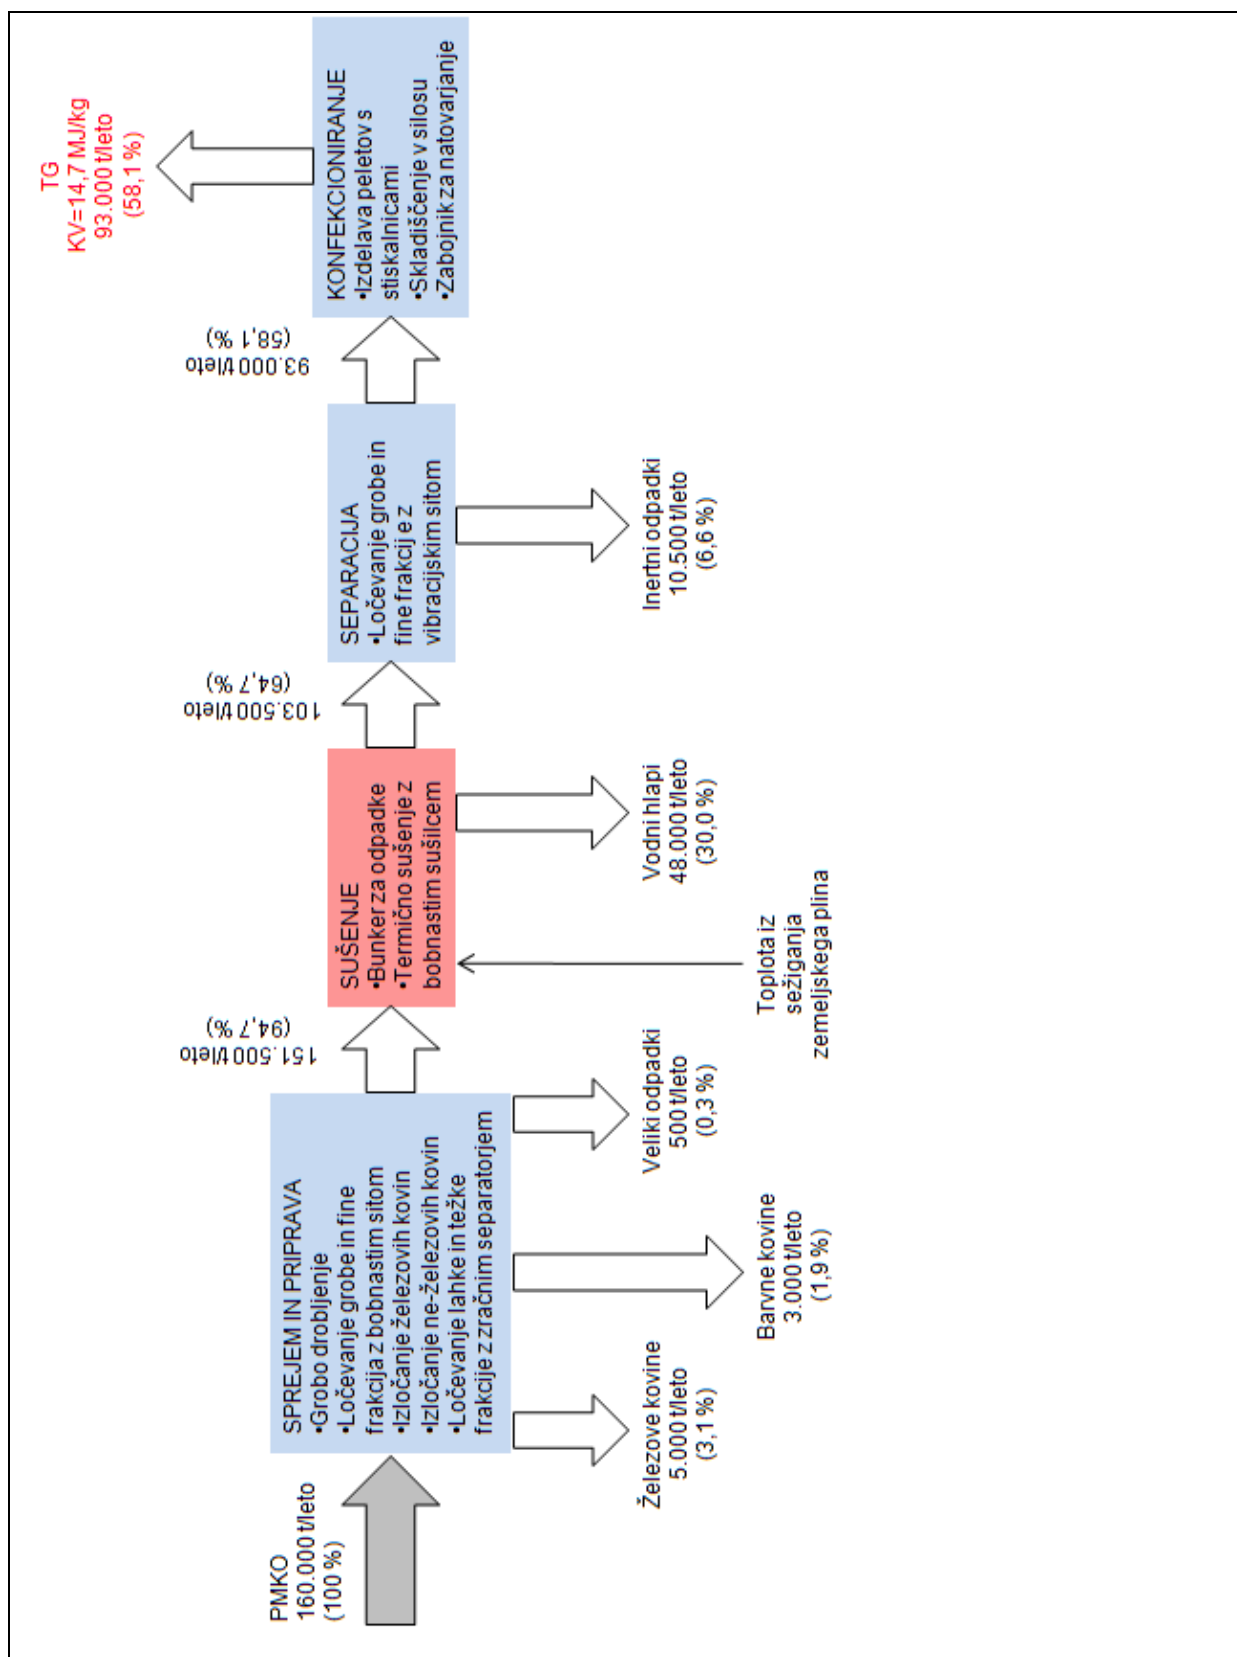 PMKO
160.000 t/leto
(100 %)
SPREJEM IN PRIPRAVA
•Grobo drobljenje
•Ločevanje grobe in fine
frakcija z bobnastim sitom
•Izločanje železovih kovin
•Izločanje ne-železovih kovin
•Ločevanje lahke in težke
frakcije z zračnim separatorjem
Železove kovine
5.000 t/leto
(3,1 %)
Barvne kovine
3.000 t/leto
(1,9 %)
Veliki odpadki
500 t/leto
(0,3 %)
151.500 t/leto
(94,7 %)
SUŠENJE
•Bunker za odpadke
•Termično sušenje z
bobnastim sušilcem
Toplota iz
sežiganja
zemeljskega plina
Vodni hlapi
48.000 t/leto
(30,0 %)
103.500 t/leto
(64,7 %)
SEPARACIJA
•Ločevanje grobe in
fine frakcije z
vibracijskim sitom
Inertni odpadki
10.500 t/leto
(6,6 %)
93.000 t/leto
(58,1 %)
KONFEKCIONIRANJE
•Izdelava peletov s
stiskalnicami
•Skladiščenje v silosu
•Zabojnik za natovarjanje
TG
KV=14,7 MJ/kg
93.000 t/leto
(58,1 %)